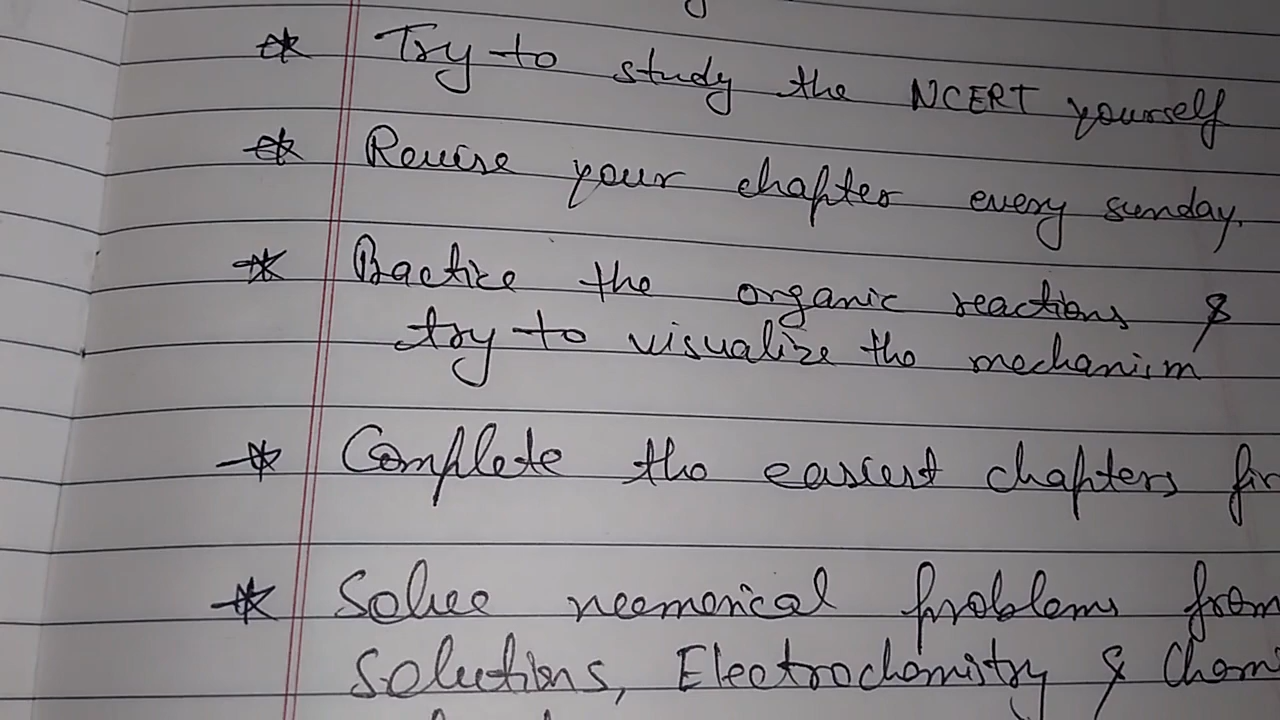 * Try to study the NCERT yourself
* Revise your chapter every sunday.
* Practice the organic reactions &
try to visualize the mechanism
* Complete the easiest chapters
* Solve numerical problems from
Solutions, Electrochemistry &